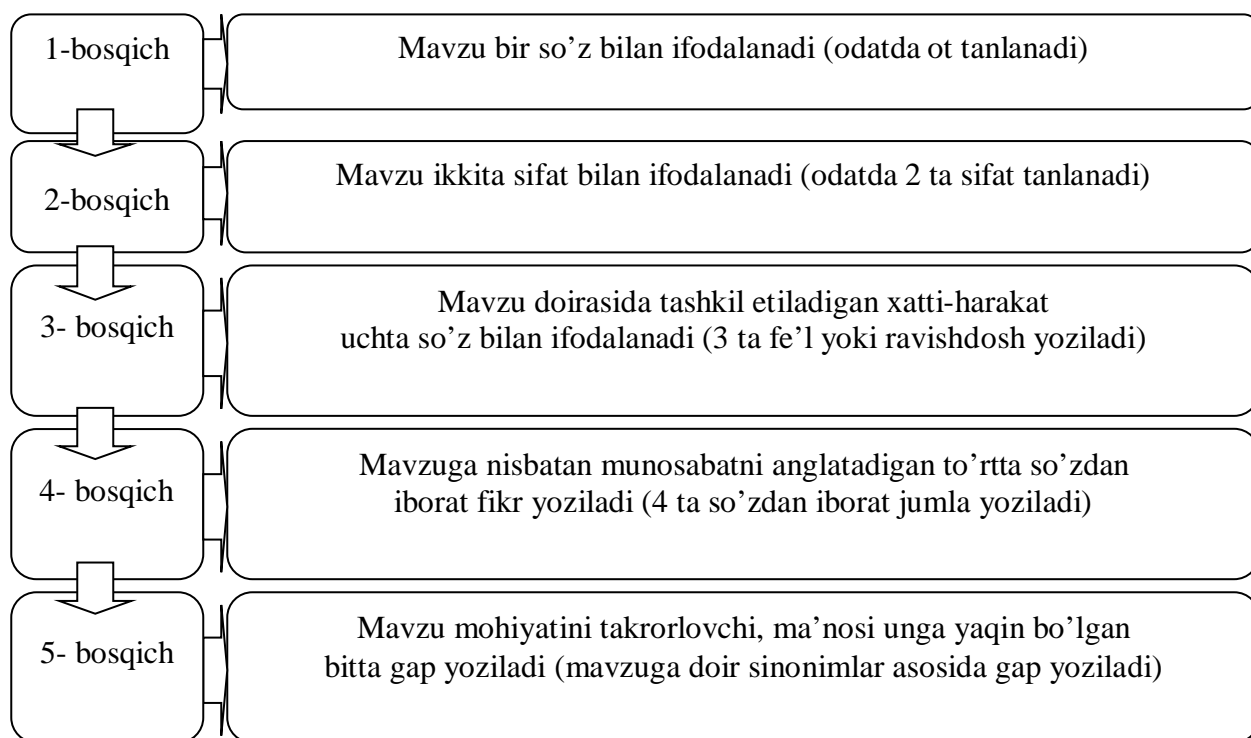 1-bosqich
Mavzu bir so’z bilan ifodalanadi (odatda ot tanlanadi)
2-bosqich
Mavzu ikkita sifat bilan ifodalanadi (odatda 2 ta sifat tanlanadi)
3- bosqich
Mavzu doirasida tashkil etiladigan xatti-harakat
uchta so’z bilan ifodalanadi (3 ta fe’l yoki ravishdosh yoziladi)
4- bosqich
Mavzuga nisbatan munosabatni anglatadigan to’rtta so’zdan
iborat fikr yoziladi (4 ta so’zdan iborat jumla yoziladi)
5- bosqich
Mavzu mohiyatini takrorlovchi, ma’nosi unga yaqin bo’lgan
bitta gap yoziladi (mavzuga doir sinonimlar asosida gap yoziladi)